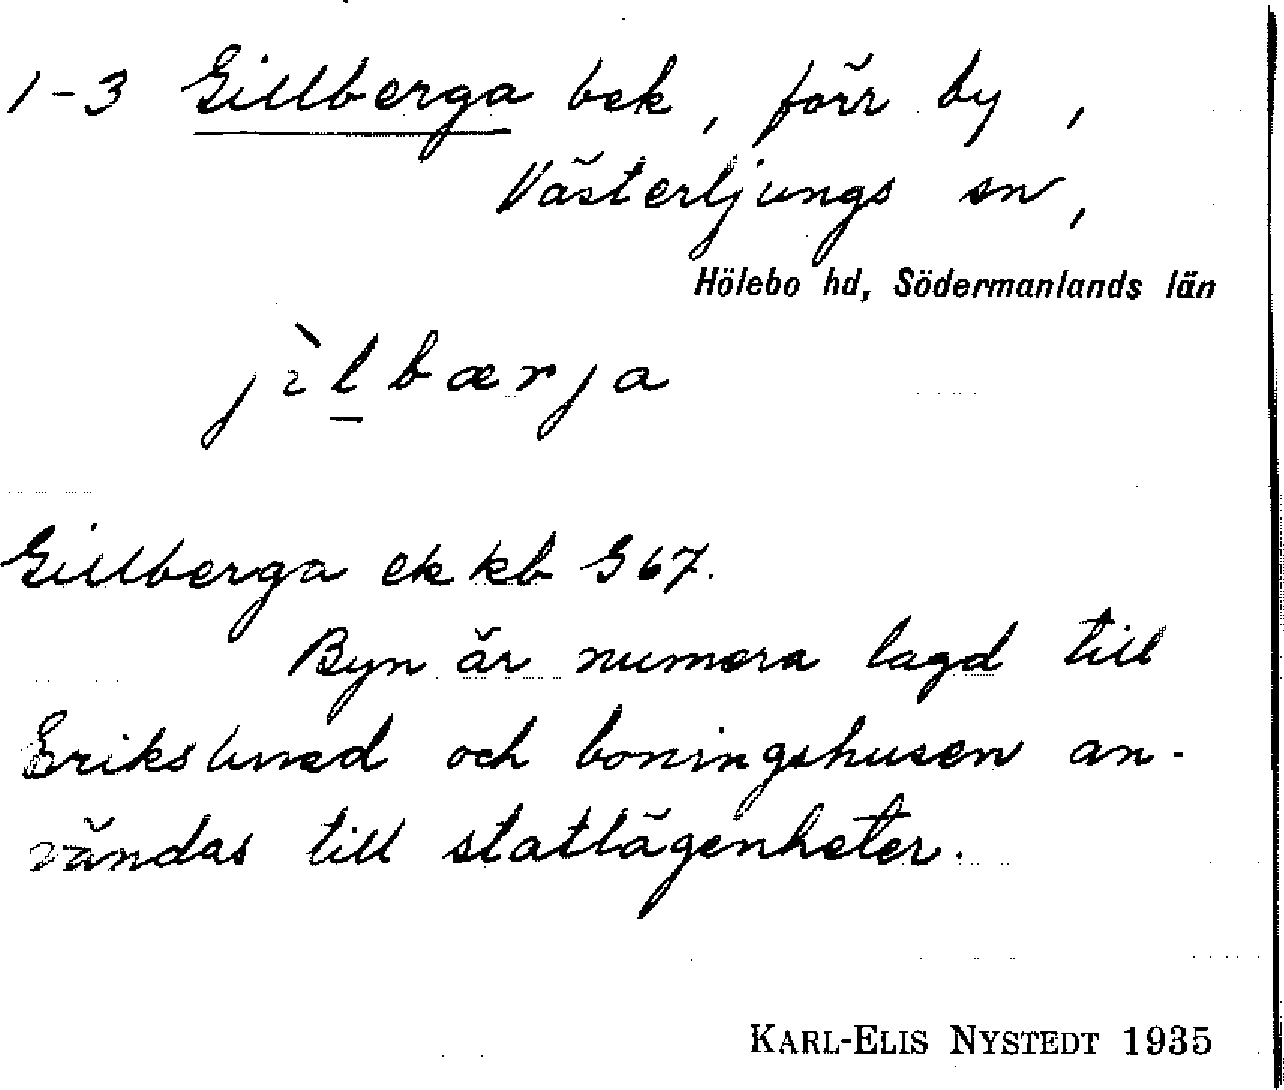 1-3 Gillberga bek, förr by,
Västerljungs sn,
Hölebo hd, Södermanlands län
jìlbærja
Gillberga ek kb S 67.
Byn är numera lagd till
Erikslund och boningshusen an-
vändas till statlägenheter.
KARL-ELIS NYSTEDT 1935